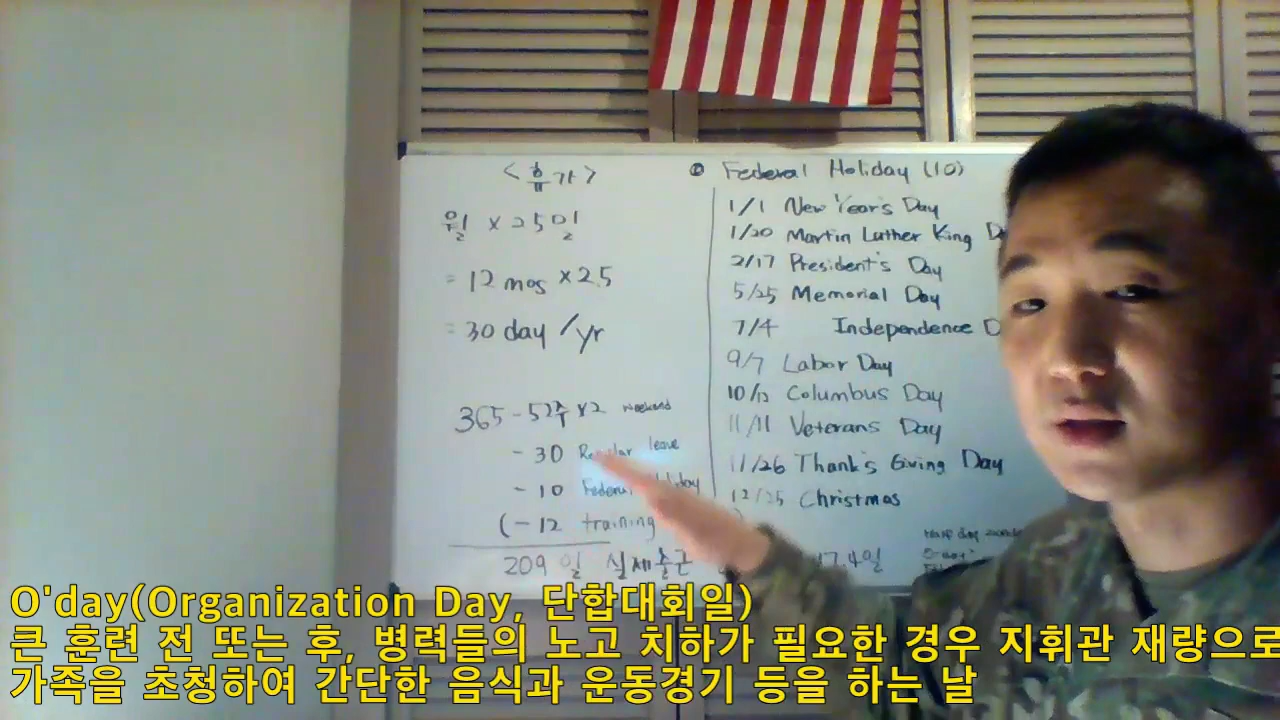 <휴가>
월 x 2.5일
= 12 mos x 2.5
= 30 day/yr
365 - 52주 x2 weekend
- 30 Regular leave
- 10 Federal Holiday
(- 12 training
209 일 실제출근
Federal Holiday (10)
1/1 New Year's Day
1/20 Martin Luther King
2/17 President's Day
5/25 Memorial Day
7/4 Independence
9/7 Labor Day
10/12 Columbus Day
11/11 Veterans Day
11/26 Thank's Giving Day
12/25 Christmas
Half day
O-day
O'day(Organization Day, 단합대회일)
큰 훈련 전 또는 후, 병력들의 노고 치하가 필요한 경우 지휘관 재량으로
가족을 초청하여 간단한 음식과 운동경기 등을 하는 날